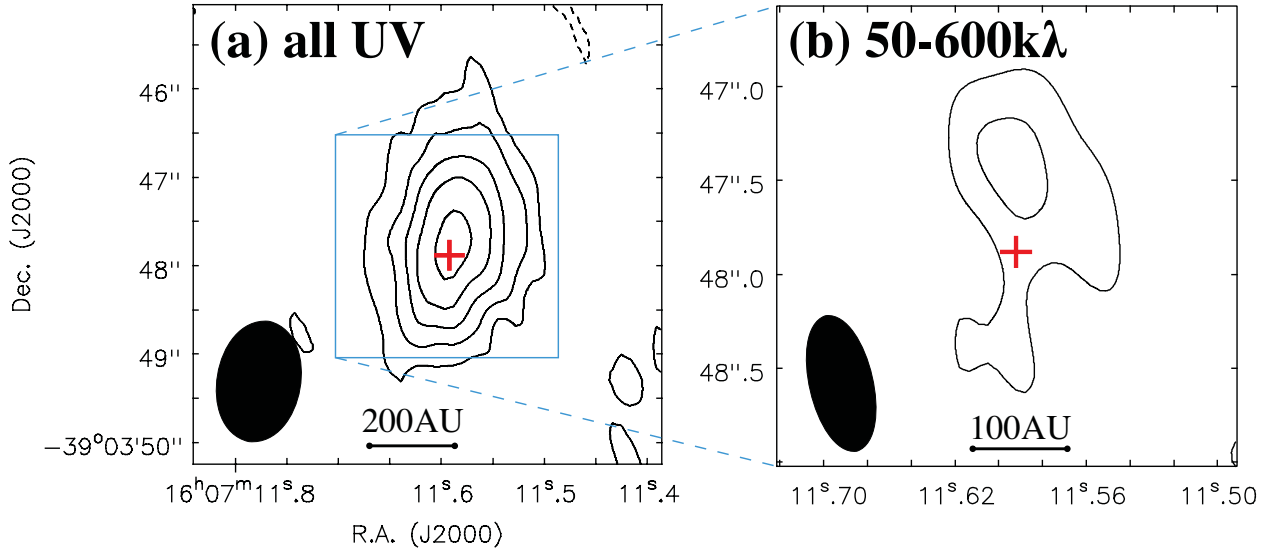 (a) all UV
46''
47''
48''
49''
−39°03'50''
Dec. (J2000)
200AU
16ʰ07ᵐ11ˢ.8
11ˢ.6
11ˢ.5
11ˢ.4
R.A. (J2000)
(b) 50-600kλ
47''.0
47''.5
48''.0
48''.5
100AU
11ˢ.70
11ˢ.62
11ˢ.56
11ˢ.50